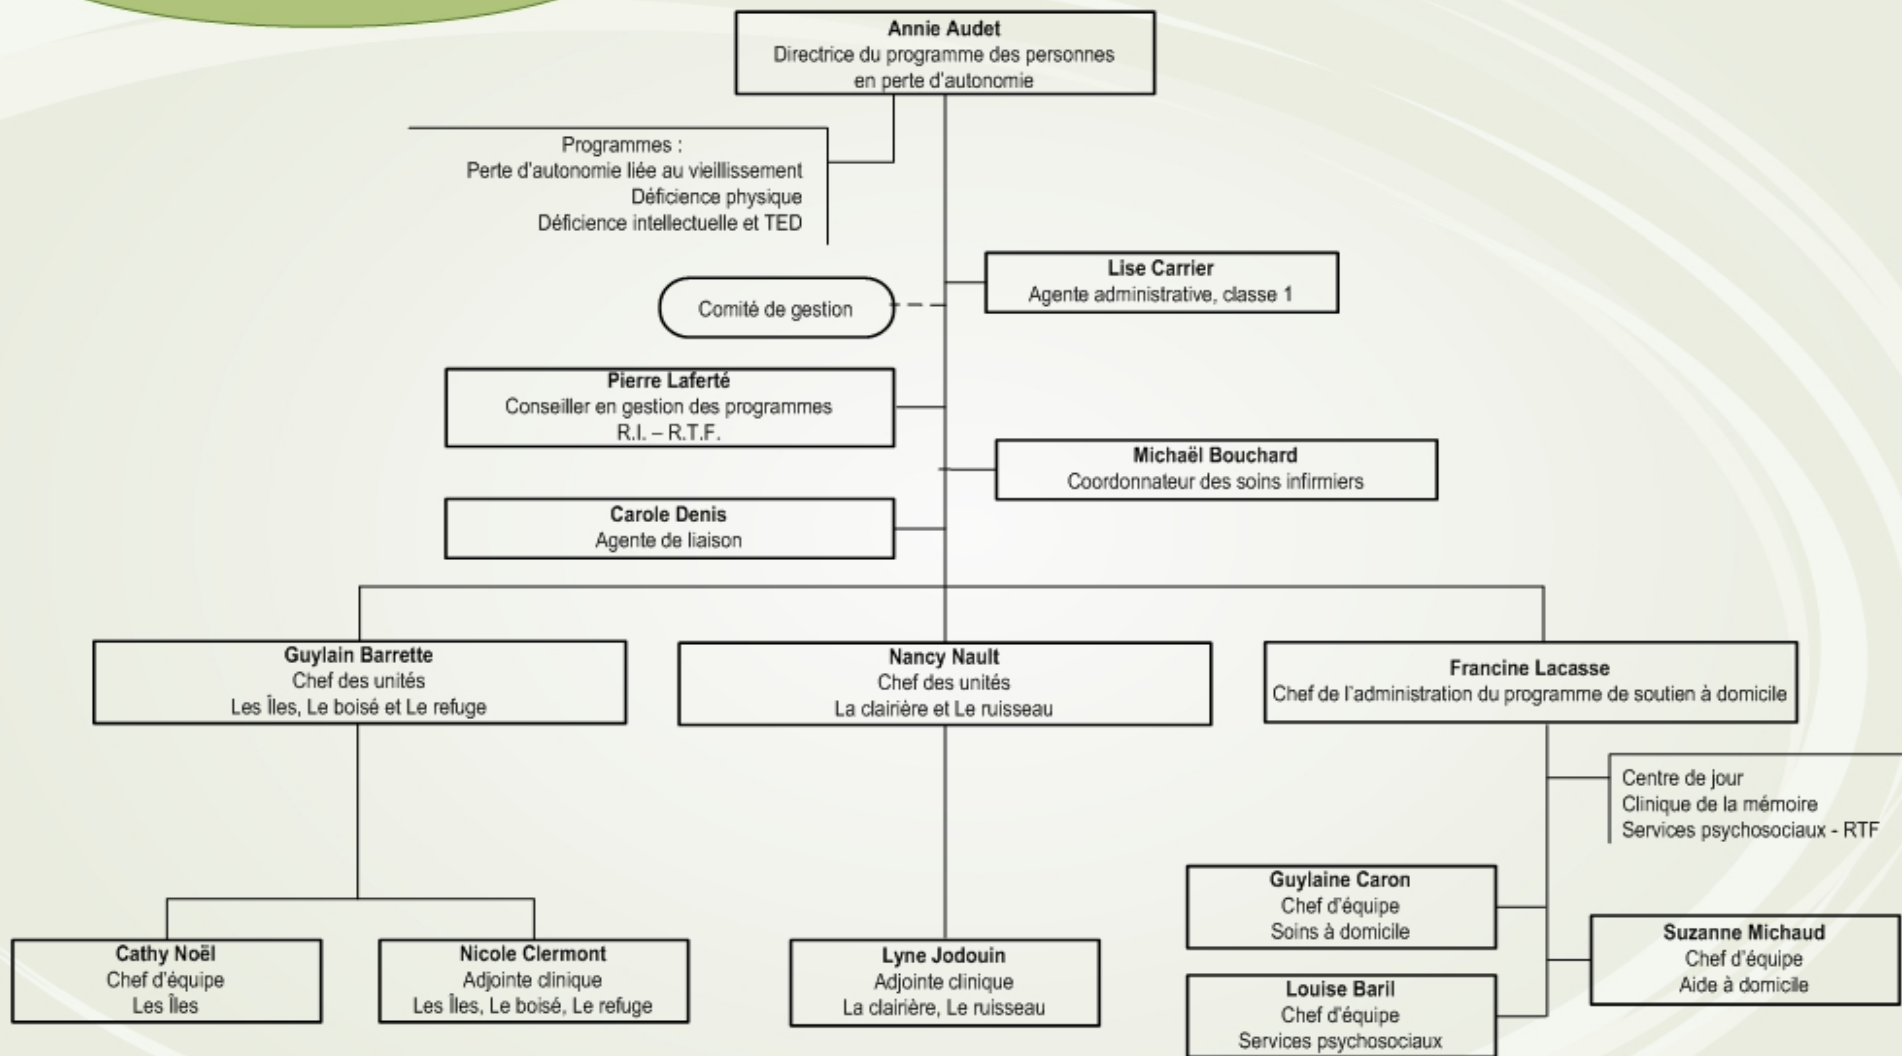 Annie Audet
Directrice du programme des personnes
en perte d'autonomie
Programmes :
Perte d'autonomie liée au vieillissement
Déficience physique
Déficience intellectuelle et TED
Lise Carrier
Agente administrative, classe 1
Comité de gestion
Pierre Laferté
Conseiller en gestion des programmes
R.I. – R.T.F.
Michaël Bouchard
Coordonnateur des soins infirmiers
Carole Denis
Agente de liaison
Guylain Barrette
Chef des unités
Les Îles, Le boisé et Le refuge
Nancy Nault
Chef des unités
La clairière et Le ruisseau
Francine Lacasse
Chef de l'administration du programme de soutien à domicile
Centre de jour
Clinique de la mémoire
Services psychosociaux - RTF
Guylaine Caron
Chef d'équipe
Soins à domicile
Suzanne Michaud
Chef d'équipe
Aide à domicile
Louise Baril
Chef d'équipe
Services psychosociaux
Cathy Noël
Chef d'équipe
Les Îles
Nicole Clermont
Adjointe clinique
Les Îles, Le boisé, Le refuge
Lyne Jodouin
Adjointe clinique
La clairière, Le ruisseau